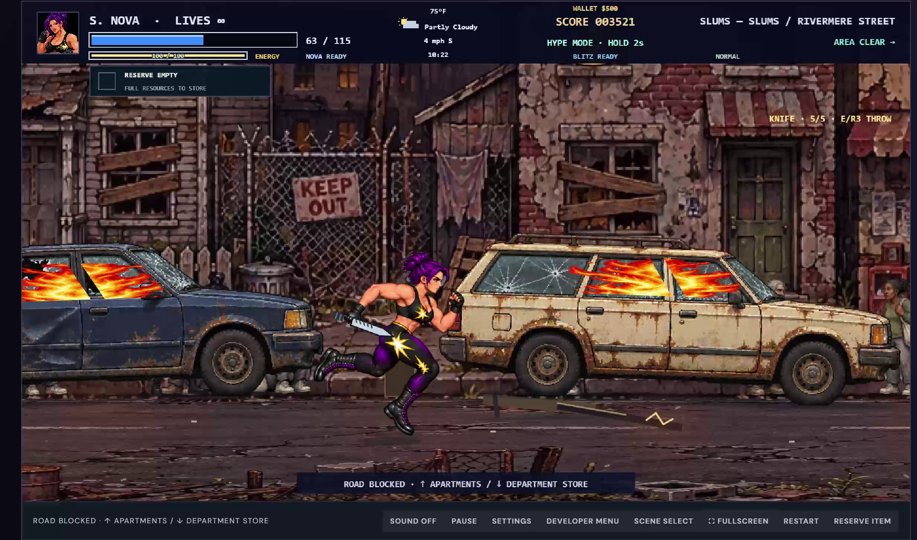 S. NOVA · LIVES ∞
63 / 115
100 / 100
ENERGY
NOVA READY
75°F
Partly Cloudy
4 mph S
10:22
WALLET $500
SCORE 003521
HYPE MODE · HOLD 2s
BLITZ READY
NORMAL
SLUMS — SLUMS / RIVERMERE STREET
AREA CLEAR →
RESERVE EMPTY
FULL RESOURCES TO STORE
KNIFE · 5/5 · E/R3 THROW
KEEP
OUT
ROAD BLOCKED · ↑ APARTMENTS / ↓ DEPARTMENT STORE
ROAD BLOCKED · ↑ APARTMENTS / ↓ DEPARTMENT STORE
SOUND OFF
PAUSE
SETTINGS
DEVELOPER MENU
SCENE SELECT
FULLSCREEN
RESTART
RESERVE ITEM